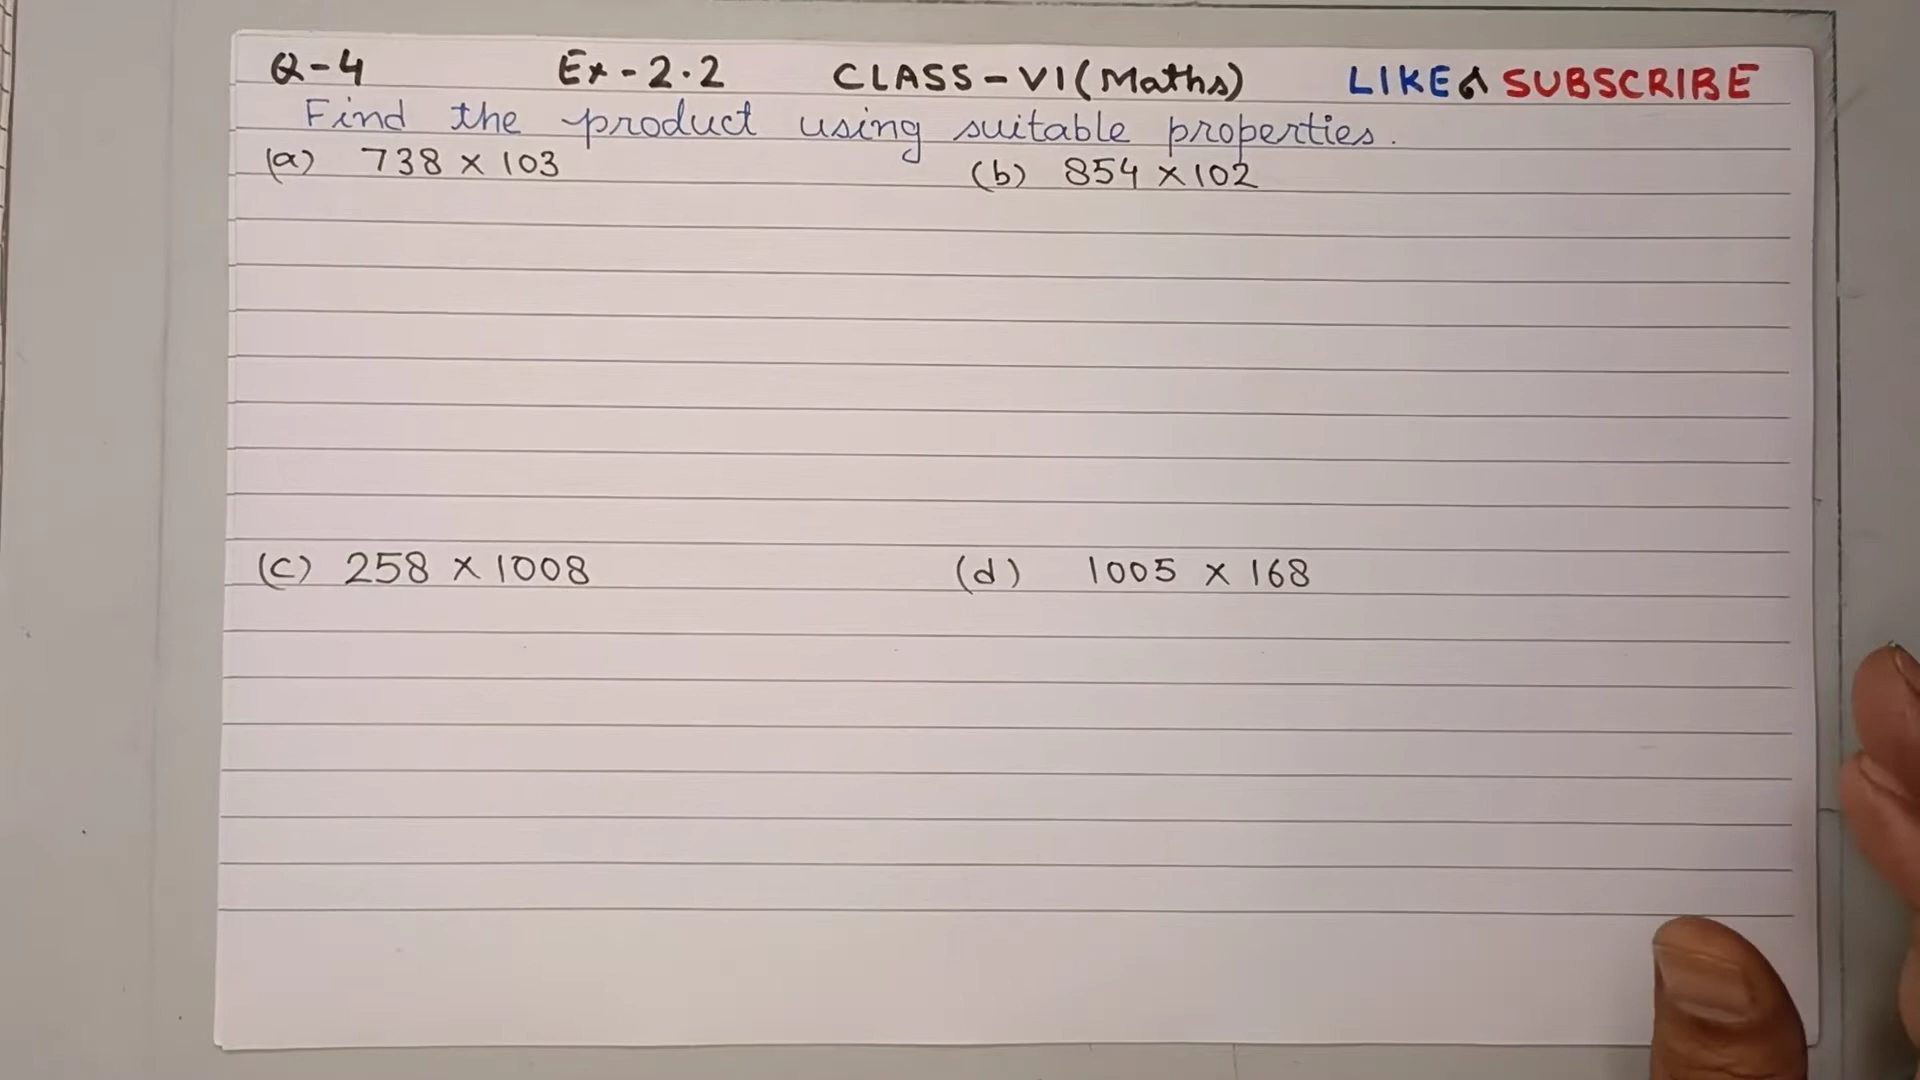 Q-4 Ex-2.2 CLASS-VI (Maths) LIKE & SUBSCRIBE
Find the product using suitable properties.
(a) 738 × 103 (b) 854 × 102
(c) 258 × 1008 (d) 1005 × 168